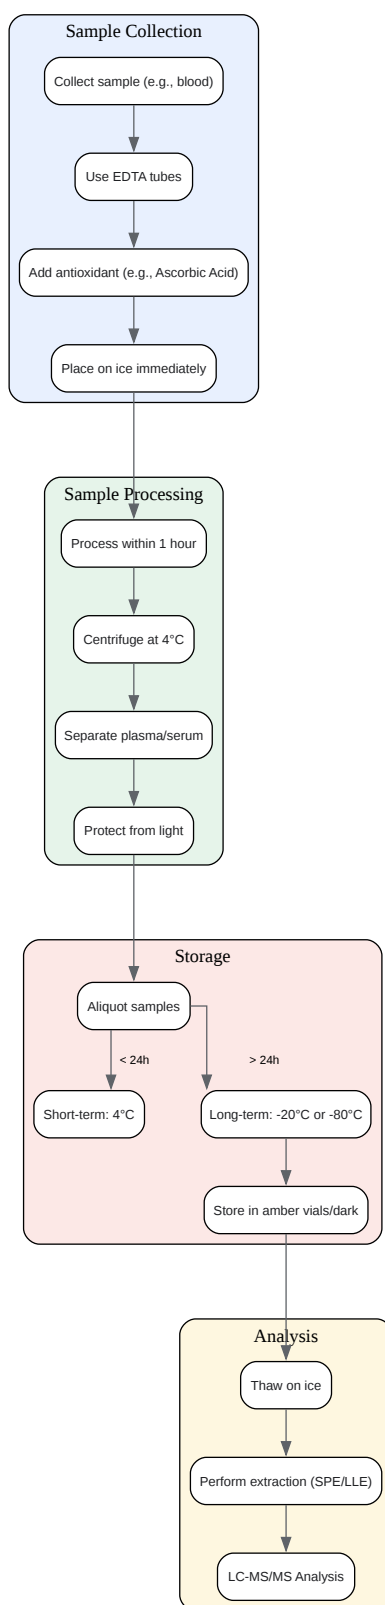 Sample Collection
Collect sample (e.g., blood)
Use EDTA tubes
Add antioxidant (e.g., Ascorbic Acid)
Place on ice immediately
Sample Processing
Process within 1 hour
Centrifuge at 4°C
Separate plasma/serum
Protect from light
Storage
Aliquot samples
< 24h
> 24h
Short-term: 4°C
Long-term: -20°C or -80°C
Store in amber vials/dark
Analysis
Thaw on ice
Perform extraction (SPE/LLE)
LC-MS/MS Analysis